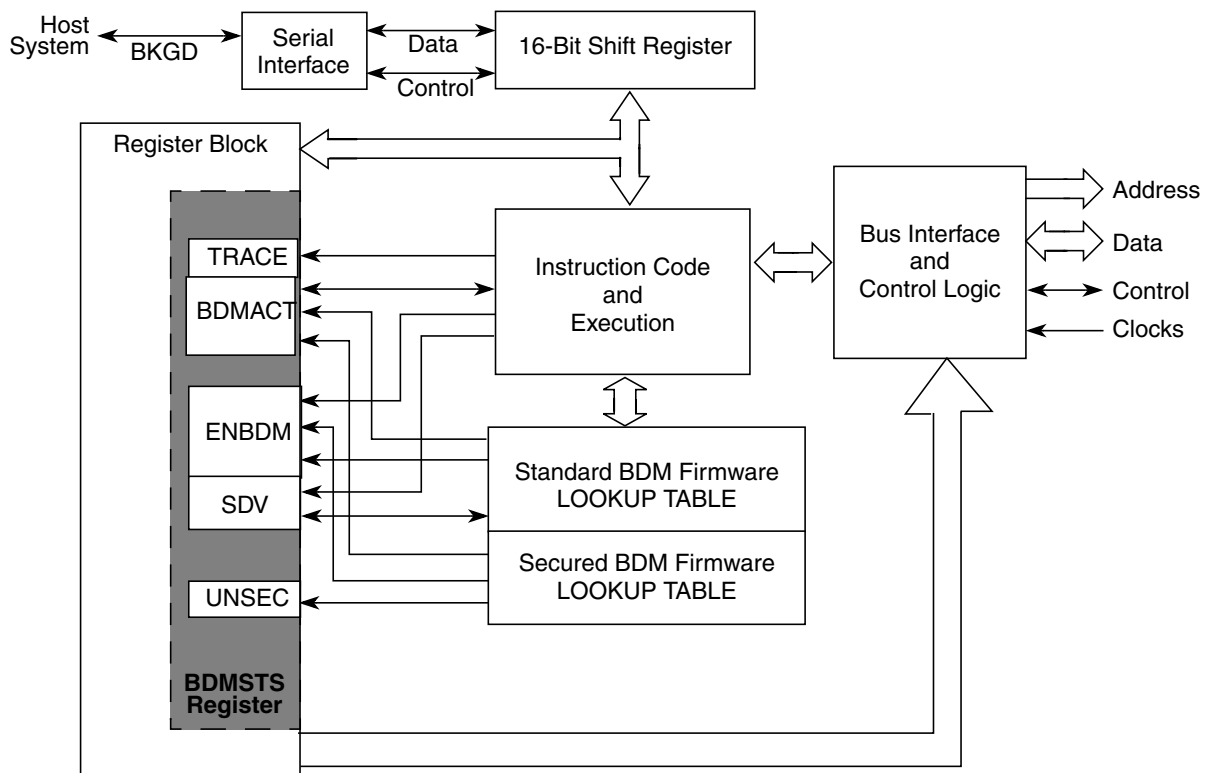 Host
System
BKGD
Serial
Interface
Data
Control
16-Bit Shift Register
Register Block
TRACE
BDMACT
ENBDM
SDV
UNSEC
BDMSTS
Register
Instruction Code
and
Execution
Standard BDM Firmware
LOOKUP TABLE
Secured BDM Firmware
LOOKUP TABLE
Bus Interface
and
Control Logic
Address
Data
Control
Clocks